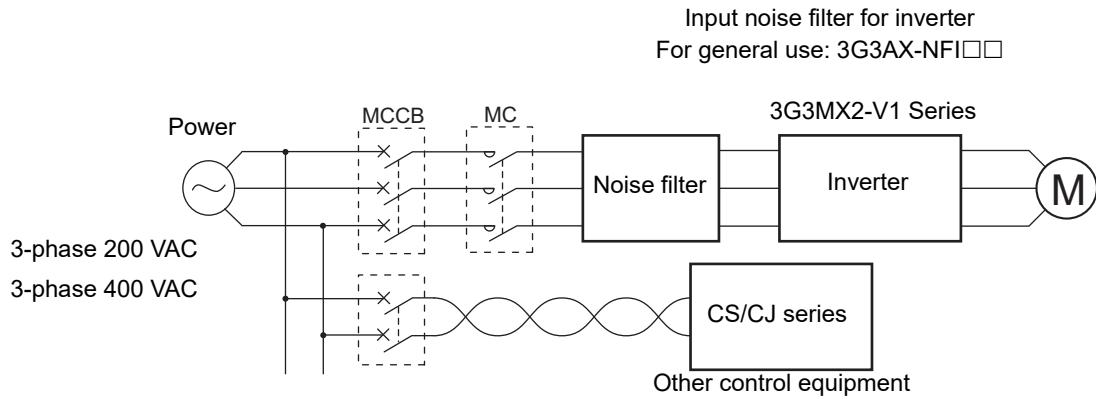 Input noise filter for inverter
For general use: 3G3AX-NFI□□
3G3MX2-V1 Series
MCCB
MC
Power
Noise filter
Inverter
M
3-phase 200 VAC
3-phase 400 VAC
CS/CJ series
Other control equipment